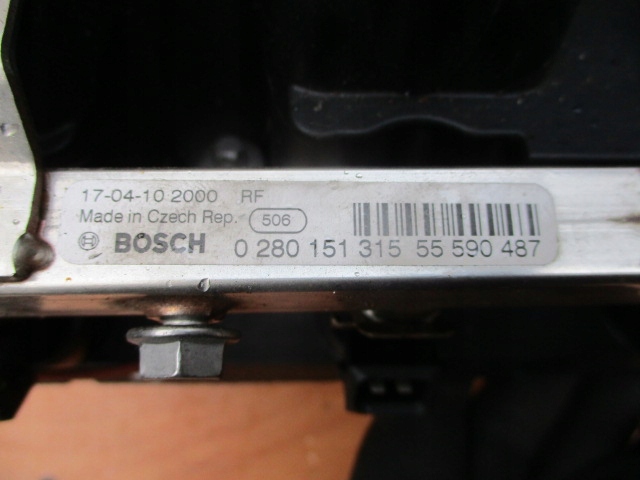 17-04-10 2000 RF
Made in Czech Rep. 506
BOSCH 0 280 151 315 55 590 487